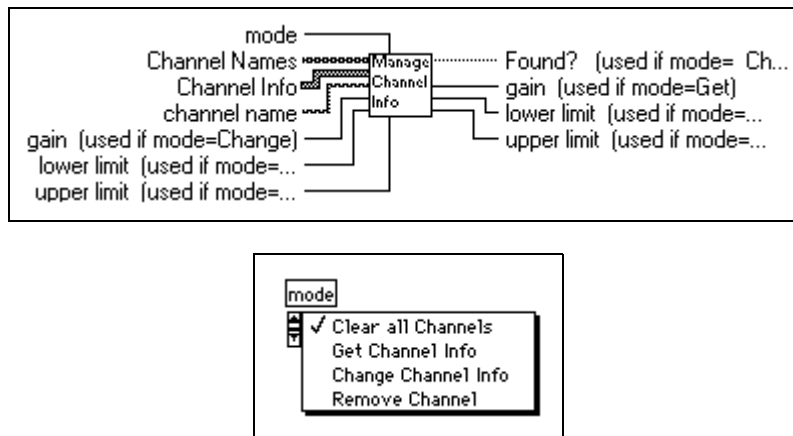 mode
Channel Names
Channel Info
channel name
gain (used if mode=Change)
lower limit (used if mode=...
upper limit (used if mode=...
Manage
Channel
Info
Found? (used if mode= Ch...
gain (used if mode=Get)
lower limit (used if mode=...
upper limit (used if mode=...
mode
✓ Clear all Channels
Get Channel Info
Change Channel Info
Remove Channel